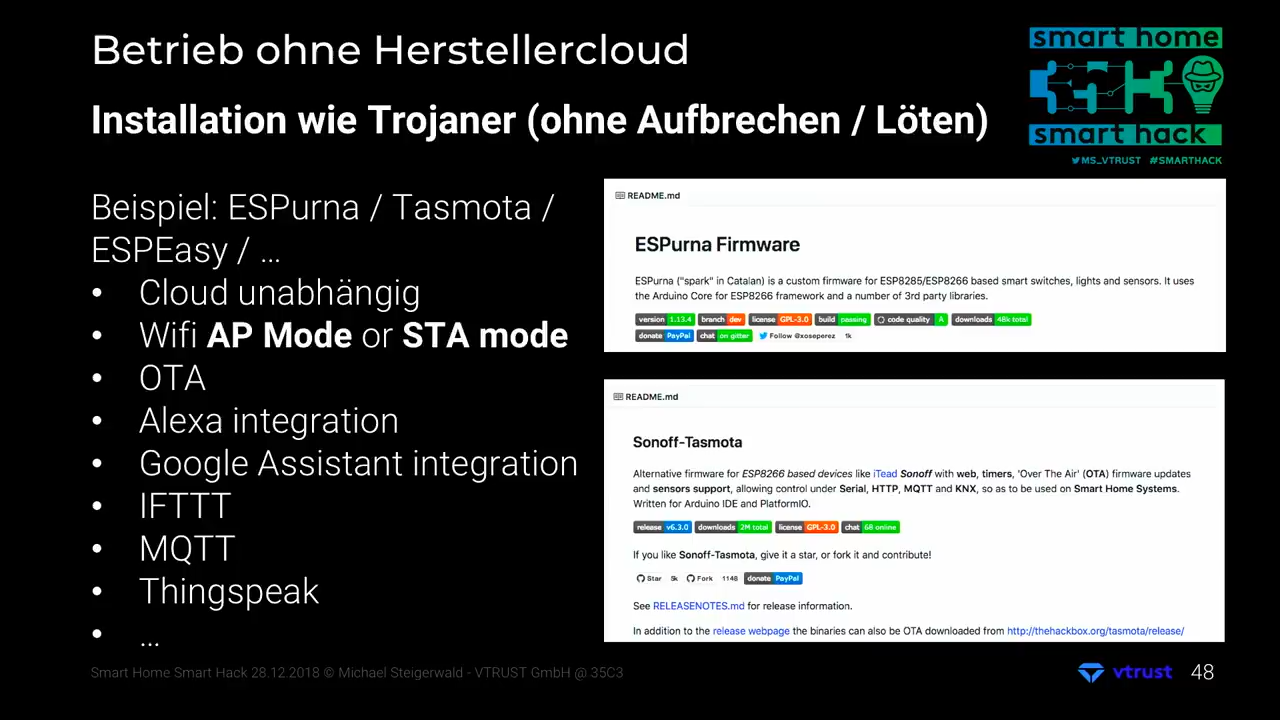 Betrieb ohne Herstellercloud
Installation wie Trojaner (ohne Aufbrechen / Löten)
smart home
smart hack
MS_VTRUST #SMARTHACK
Beispiel: ESPurna / Tasmota /
ESPEasy / ...
• Cloud unabhängig
• Wifi AP Mode or STA mode
• OTA
• Alexa integration
• Google Assistant integration
• IFTTT
• MQTT
• Thingspeak
• ...
README.md
ESPurna Firmware
ESPurna ("spark" in Catalan) is a custom firmware for ESP8285/ESP8266 based smart switches, lights and sensors. It uses
the Arduino Core for ESP8266 framework and a number of 3rd party libraries.
version 1.13.4 branch dev license GPL-3.0 build passing code quality A downloads 48k total
donate PayPal chat on gitter Follow @xoseperez 1k
README.md
Sonoff-Tasmota
Alternative firmware for ESP8266 based devices like iTead Sonoff with web, timers, 'Over The Air' (OTA) firmware updates
and sensors support, allowing control under Serial, HTTP, MQTT and KNX, so as to be used on Smart Home Systems.
Written for Arduino IDE and PlatformIO.
release v6.3.0 downloads 2M total license GPL-3.0 chat 68 online
If you like Sonoff-Tasmota, give it a star, or fork it and contribute!
Star 5k Fork 1148 donate PayPal
See RELEASENOTES.md for release information.
In addition to the release webpage the binaries can also be OTA downloaded from http://thehackbox.org/tasmota/release/
Smart Home Smart Hack 28.12.2018 © Michael Steigerwald - VTRUST GmbH @ 35C3
vtrust 48